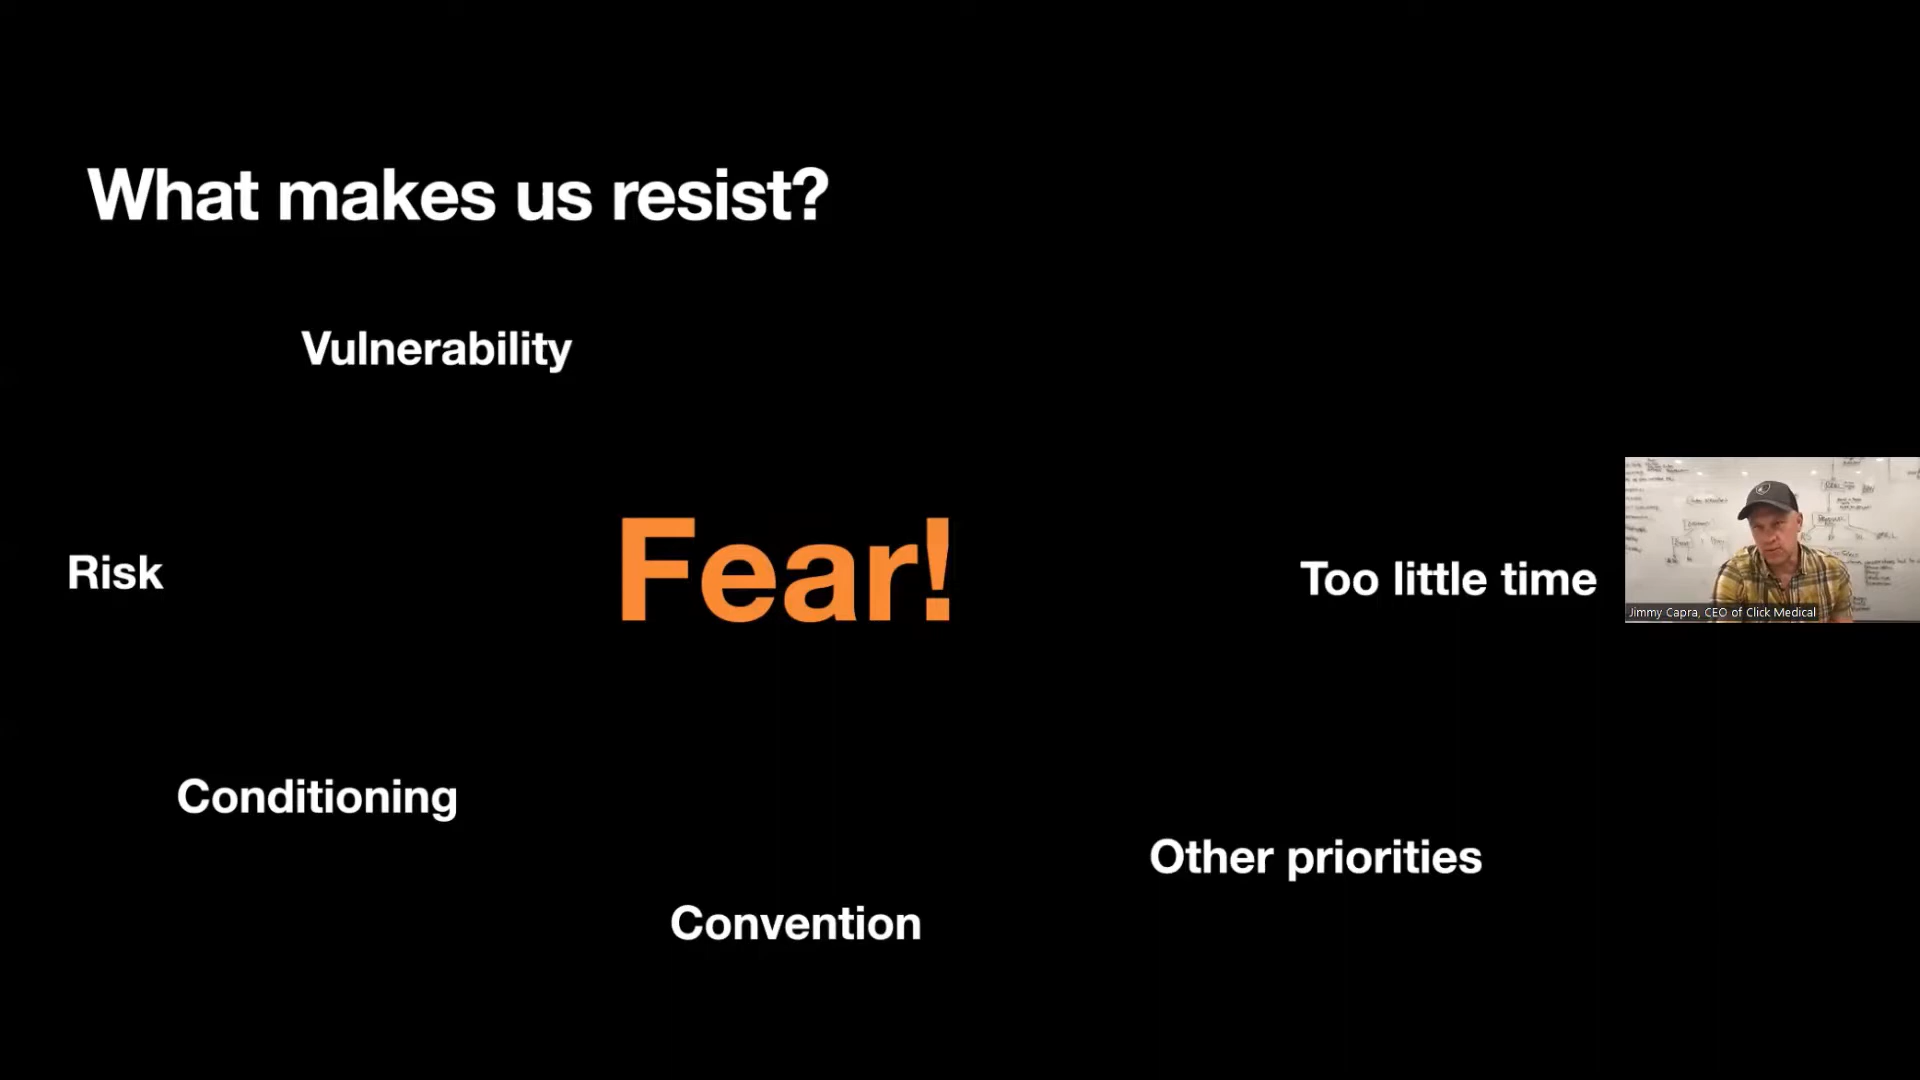 What makes us resist?
Vulnerability
Fear!
Risk
Too little time
Jimmy Capra, CEO of Click Medical
Conditioning
Other priorities
Convention